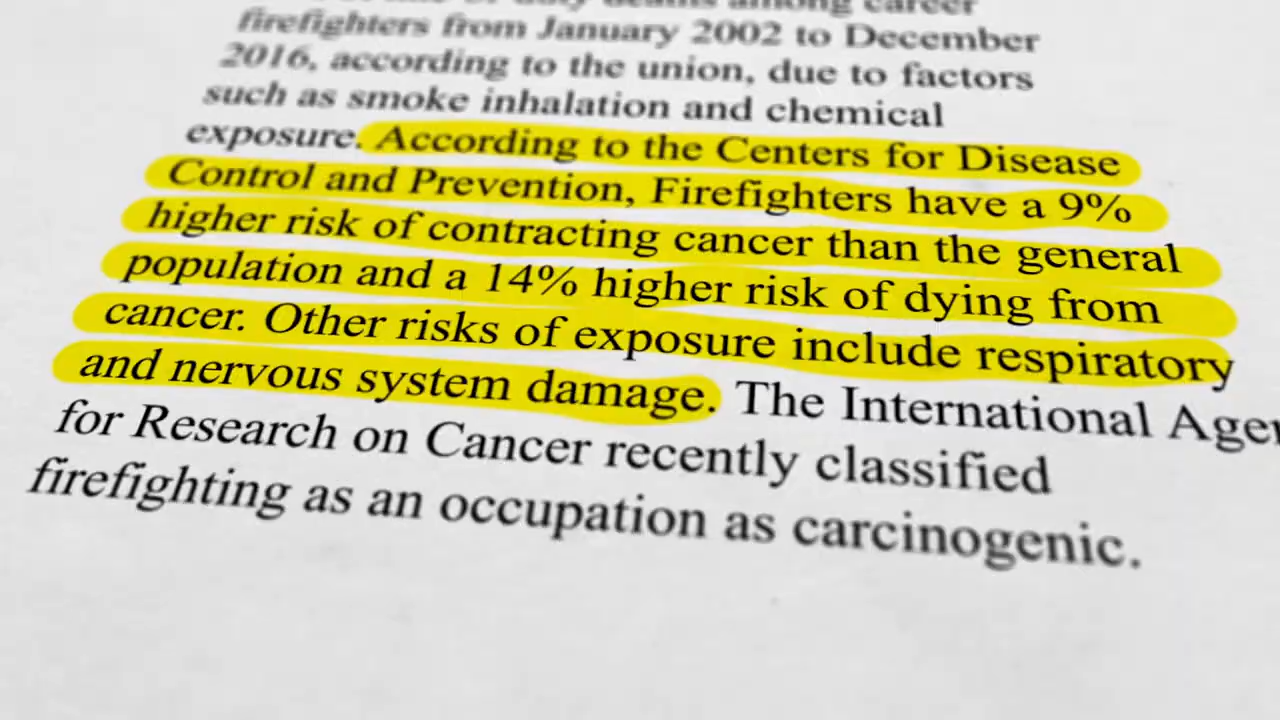 among career
firefighters from January 2002 to December
2016, according to the union, due to factors
such as smoke inhalation and chemical
exposure. According to the Centers for Disease
Control and Prevention, Firefighters have a 9%
higher risk of contracting cancer than the general
population and a 14% higher risk of dying from
cancer. Other risks of exposure include respiratory
and nervous system damage. The International Agen
for Research on Cancer recently classified
firefighting as an occupation as carcinogenic.